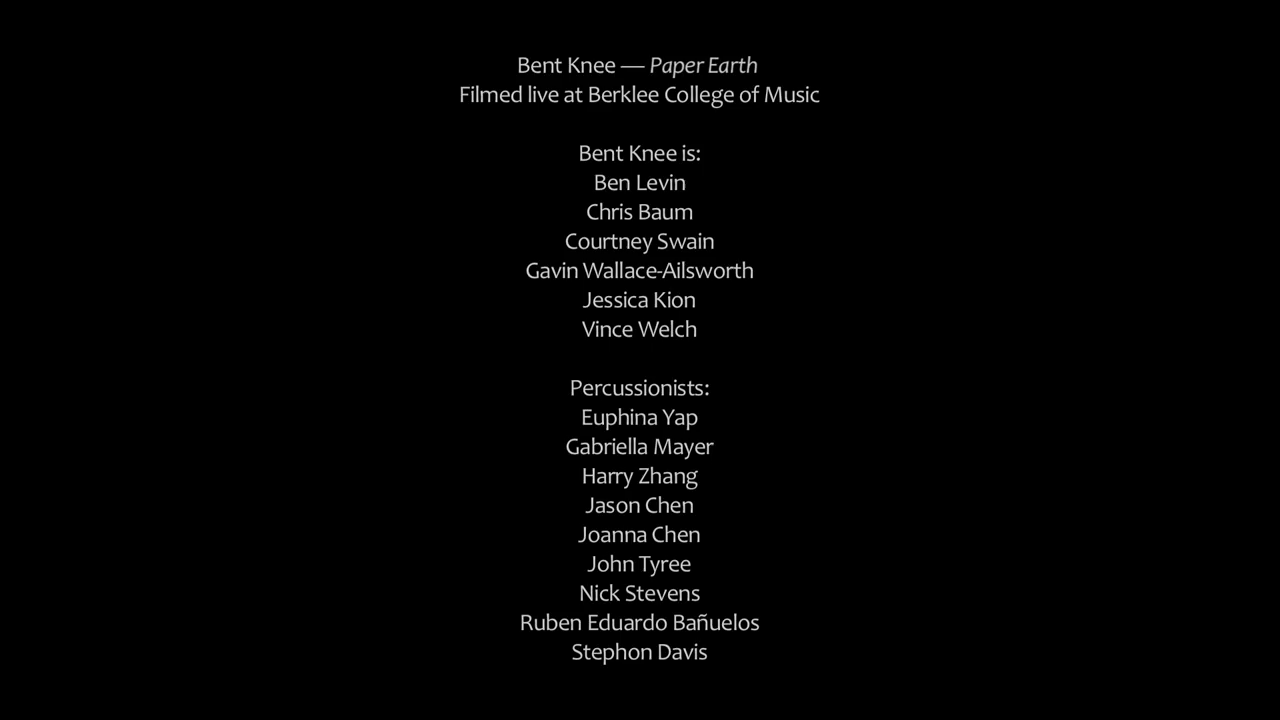 Bent Knee — Paper Earth
Filmed live at Berklee College of Music
Bent Knee is:
Ben Levin
Chris Baum
Courtney Swain
Gavin Wallace-Ailsworth
Jessica Kion
Vince Welch
Percussionists:
Euphina Yap
Gabriella Mayer
Harry Zhang
Jason Chen
Joanna Chen
John Tyree
Nick Stevens
Ruben Eduardo Bañuelos
Stephon Davis